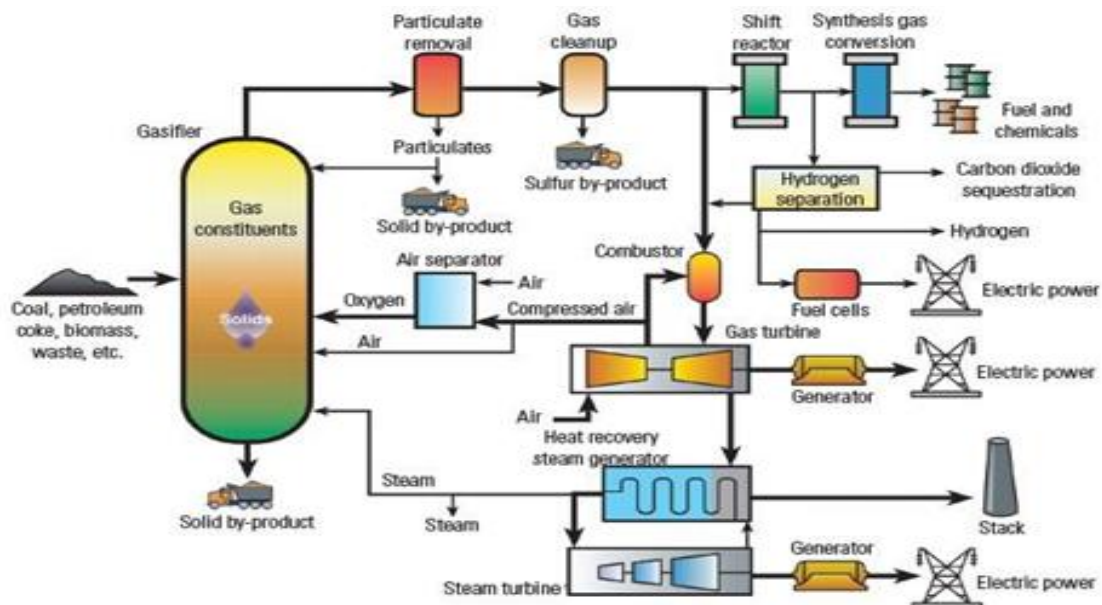 Particulate
removal
Gas
cleanup
Shift
reactor
Synthesis gas
conversion
Gasifier
Particulates
Fuel and
chemicals
Sulfur by-product
Hydrogen
separation
Carbon dioxide
sequestration
Gas
constituents
Solid by-product
Hydrogen
Combustor
Air separator
Air
Coal, petroleum
coke, biomass,
waste, etc.
Solids
Oxygen
Compressed air
Fuel cells
Electric power
Gas turbine
Air
Generator
Electric power
Air
Heat recovery
steam generator
Steam
Steam
Solid by-product
Stack
Generator
Steam turbine
Electric power